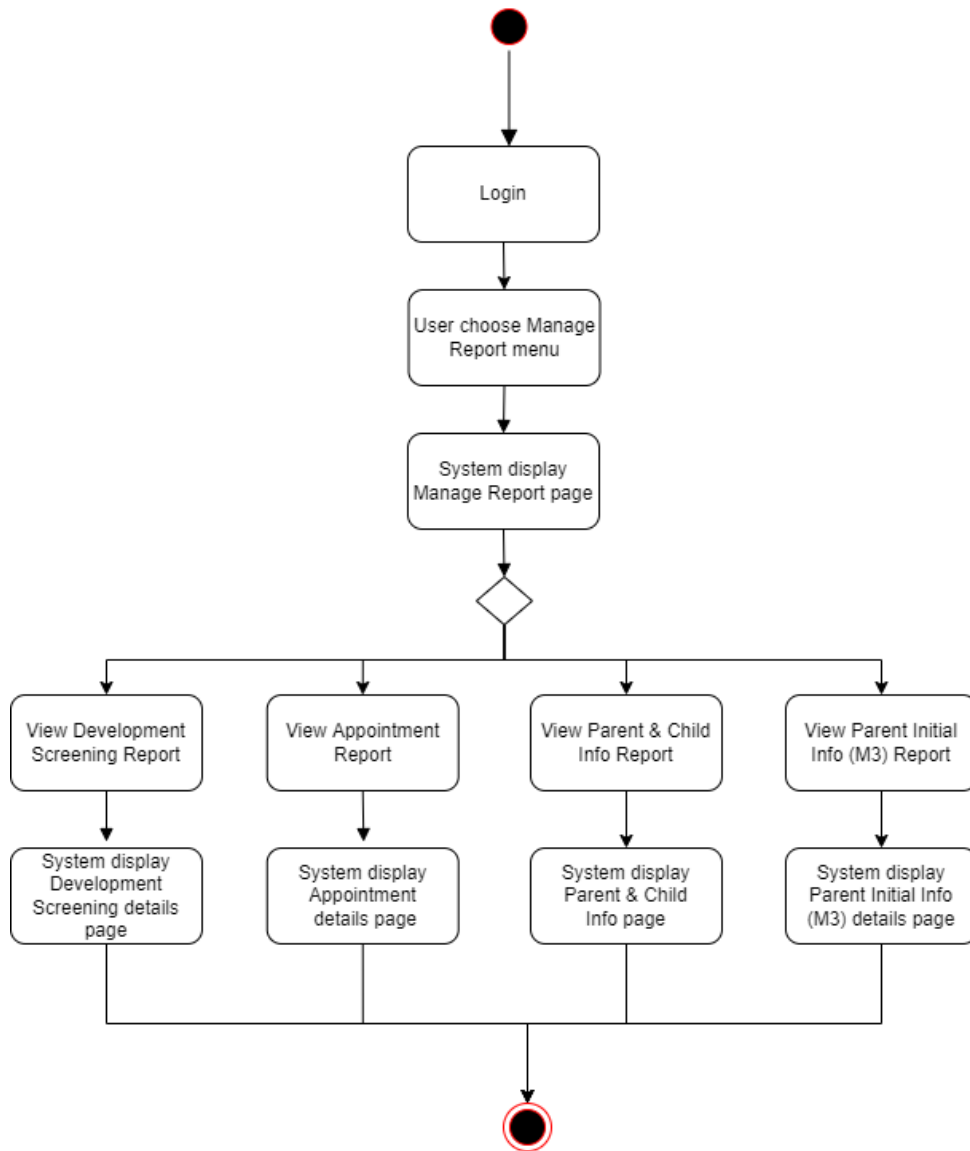 Login
User choose Manage
Report menu
System display
Manage Report page
View Development
Screening Report
View Appointment
Report
View Parent & Child
Info Report
View Parent Initial
Info (M3) Report
System display
Development
Screening details
page
System display
Appointment
details page
System display
Parent & Child
Info page
System display
Parent Initial Info
(M3) details page